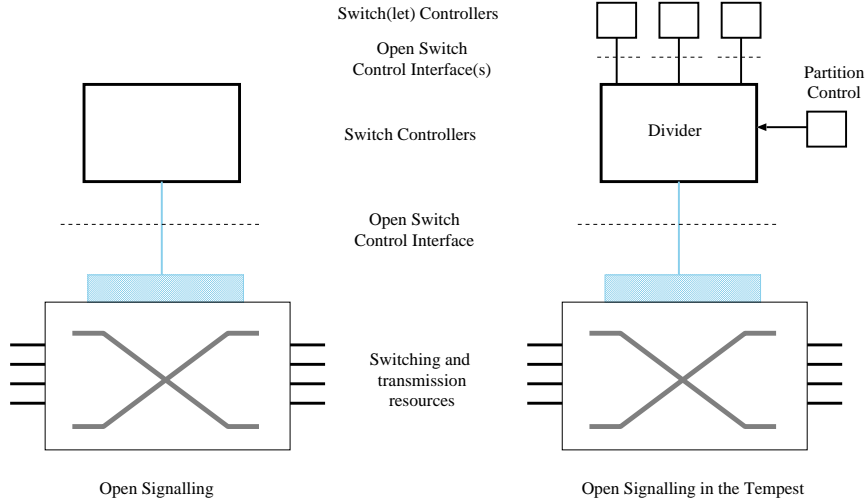 Switch(let) Controllers
Open Switch
Control Interface(s)
Partition
Control
Switch Controllers
Divider
Open Switch
Control Interface
Switching and
transmission
resources
Open Signalling
Open Signalling in the Tempest